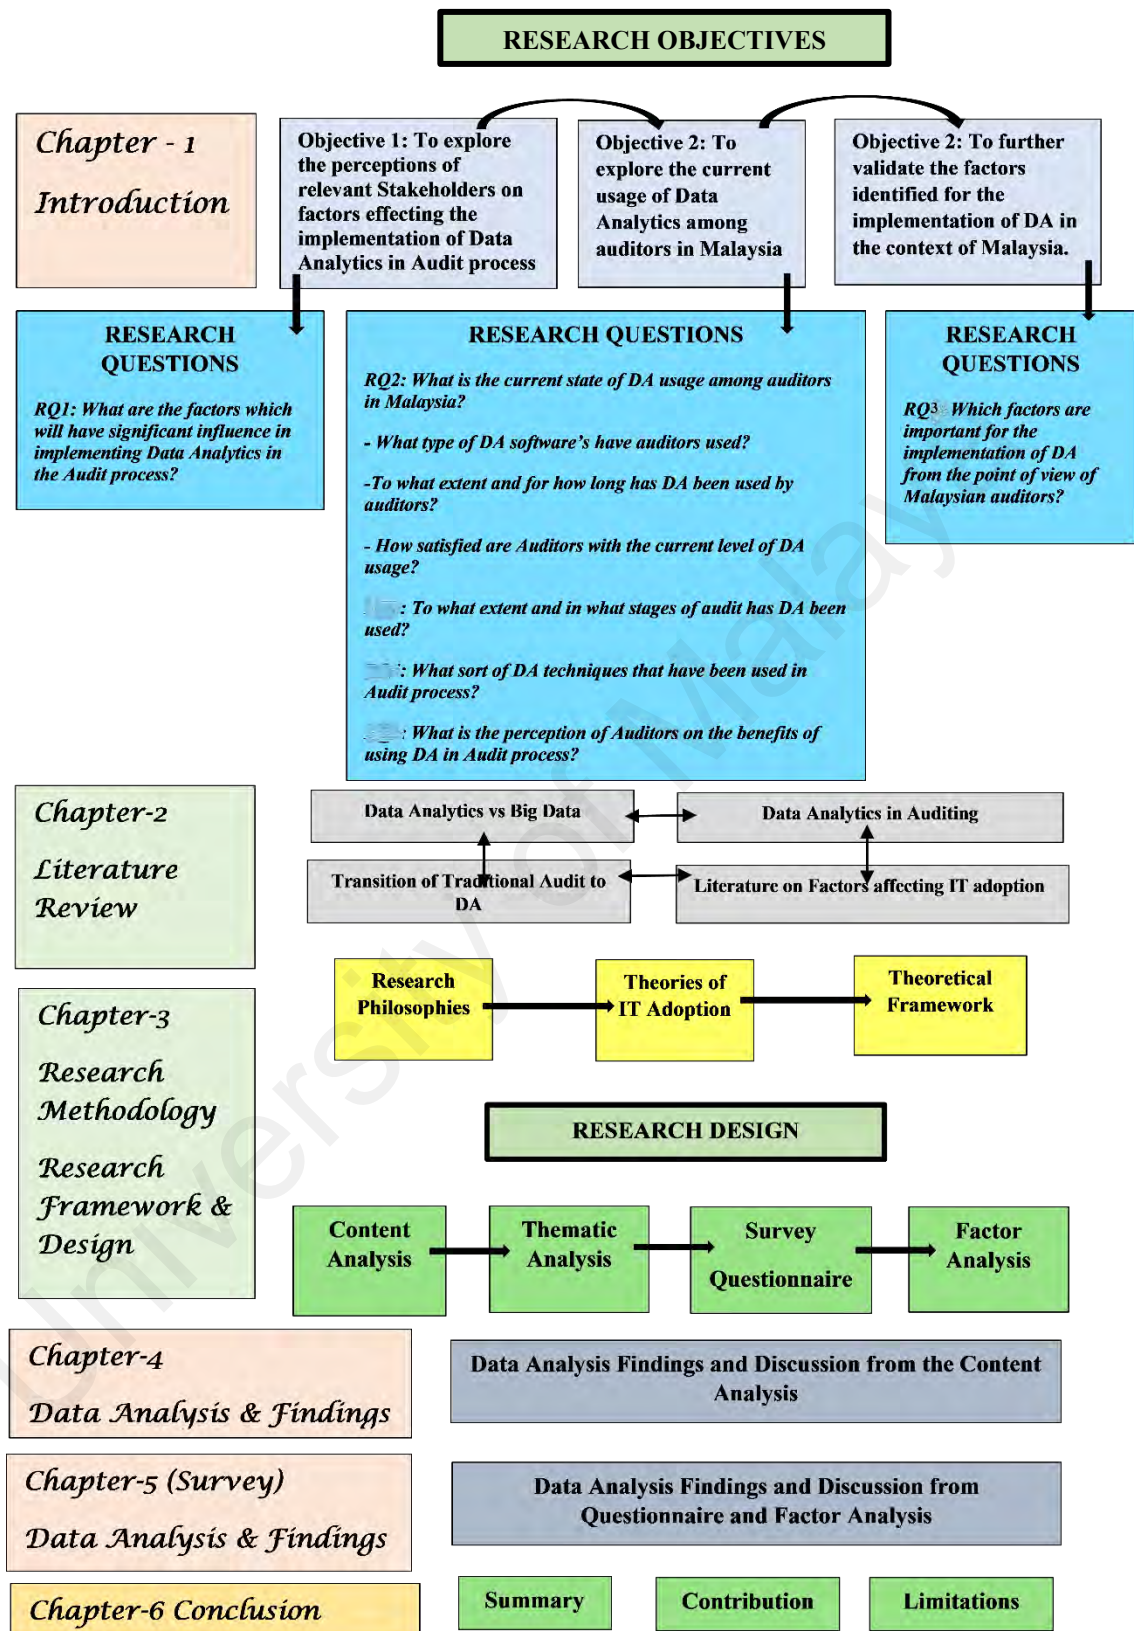 RESEARCH OBJECTIVES
Chapter - 1
Introduction
Objective 1: To explore
the perceptions of
relevant Stakeholders on
factors effecting the
implementation of Data
Analytics in Audit process
Objective 2: To
explore the current
usage of Data
Analytics among
auditors in Malaysia
Objective 2: To further
validate the factors
identified for the
implementation of DA in
the context of Malaysia.
RESEARCH
QUESTIONS
RQ1: What are the factors which
will have significant influence in
implementing Data Analytics in
the Audit process?
RESEARCH QUESTIONS
RQ2: What is the current state of DA usage among auditors
in Malaysia?
- What type of DA software's have auditors used?
-To what extent and for how long has DA been used by
auditors?
- How satisfied are Auditors with the current level of DA
usage?
: To what extent and in what stages of audit has DA been
used?
: What sort of DA techniques that have been used in
Audit process?
: What is the perception of Auditors on the benefits of
using DA in Audit process?
RESEARCH
QUESTIONS
RQ3 Which factors are
important for the
implementation of DA
from the point of view of
Malaysian auditors?
Chapter-2
Literature
Review
Data Analytics vs Big Data
Data Analytics in Auditing
Transition of Traditional Audit to
DA
Literature on Factors affecting IT adoption
Chapter-3
Research
Methodology
Research
Framework &
Design
Research
Philosophies
Theories of
IT Adoption
Theoretical
Framework
RESEARCH DESIGN
Content
Analysis
Thematic
Analysis
Survey
Questionnaire
Factor
Analysis
Chapter-4
Data Analysis & Findings
Data Analysis Findings and Discussion from the Content
Analysis
Chapter-5 (Survey)
Data Analysis & Findings
Data Analysis Findings and Discussion from
Questionnaire and Factor Analysis
Chapter-6 Conclusion
Summary
Contribution
Limitations
University of Malay